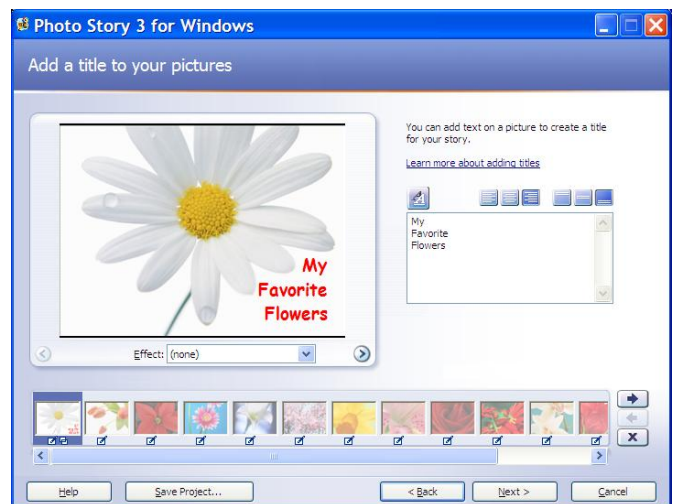 Photo Story 3 for Windows
Add a title to your pictures
You can add text on a picture to create a title
for your story.
Learn more about adding titles
My
Favorite
Flowers
My
Favorite
Flowers
Effect: (none)
Help
Save Project...
< Back
Next >
Cancel